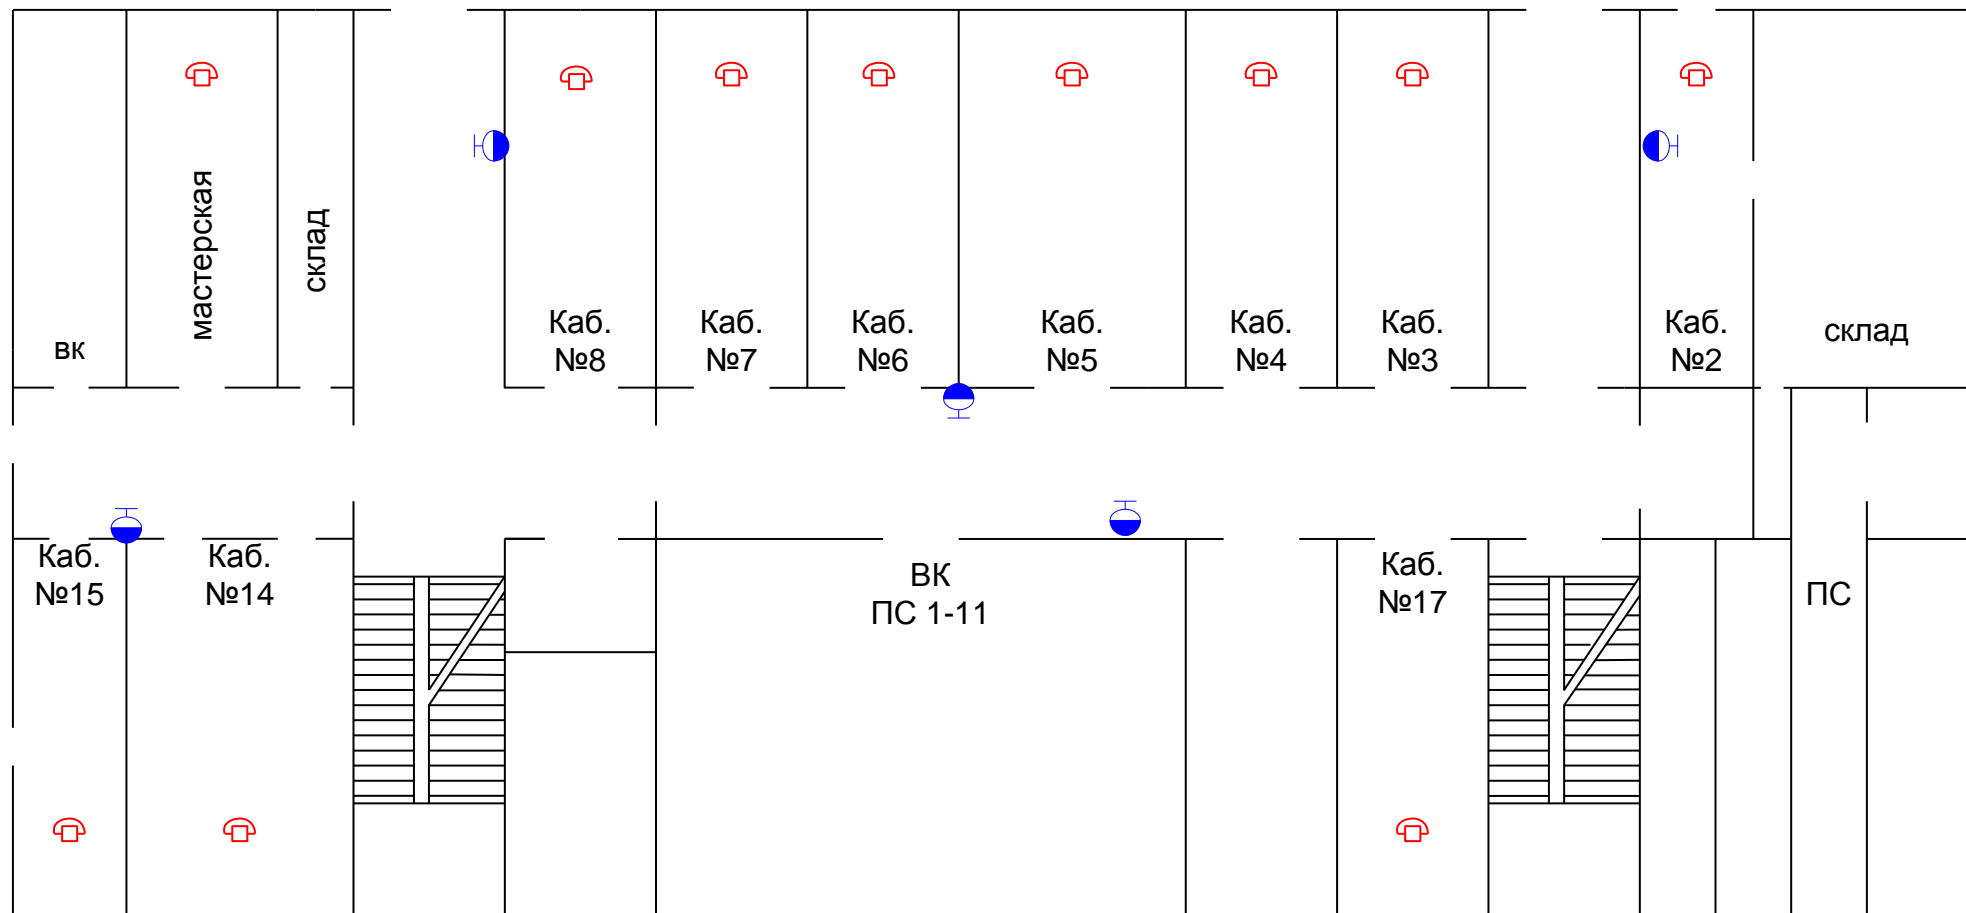 мастерская
склад
вк
Каб.
№8
Каб.
№7
Каб.
№6
Каб.
№5
Каб.
№4
Каб.
№3
Каб.
№2
склад
Каб.
№15
Каб.
№14
ВК
ПС 1-11
Каб.
№17
ПС